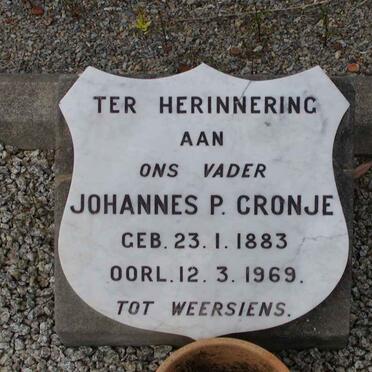 TER HERINNERING
AAN
ONS VADER
JOHANNES P. CRONJE
GEB. 23. 1. 1883
OORL. 12. 3. 1969.
TOT WEERSIENS.